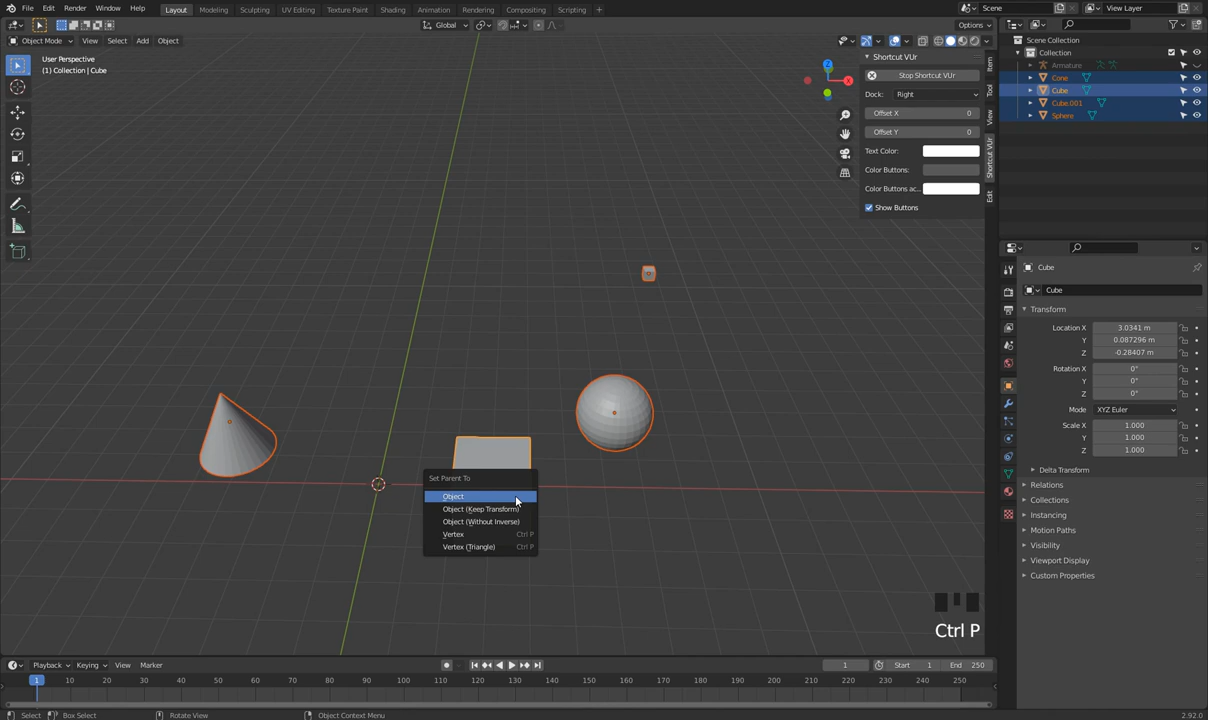 File Edit Render Window Help Layout Modeling Sculpting UV Editing Texture Paint Shading Animation Rendering Compositing Scripting + Scene View Layer
Global Options
Object Mode View Select Add Object
User Perspective
(1) Collection | Cube
Shortcut VUr
Stop Shortcut VUr
Dock: Right
Offset X 0
Offset Y 0
Text Color:
Color Buttons:
Color Buttons ac...
Show Buttons
Item
Tool
View
Shortcut VUr
Edit
X
Y
Z
Scene Collection
Collection
Armature
Cone
Cube
Cube.001
Sphere
Cube
Cube
Transform
Location X 3.0341 m
Y 0.087296 m
Z -0.28407 m
Rotation X 0°
Y 0°
Z 0°
Mode XYZ Euler
Scale X 1.000
Y 1.000
Z 1.000
Delta Transform
Relations
Collections
Instancing
Motion Paths
Visibility
Viewport Display
Custom Properties
Set Parent To
Object
Object (Keep Transform)
Object (Without Inverse)
Vertex Ctrl P
Vertex (Triangle) Ctrl P
Ctrl P
Playback Keying View Marker 1 Start 1 End 250
1 10 20 30 40 50 60 70 80 90 100 110 120 130 140 150 160 170 180 190 200 210 220 230 240 250
Select Box Select Rotate View Object Context Menu 2.92.0